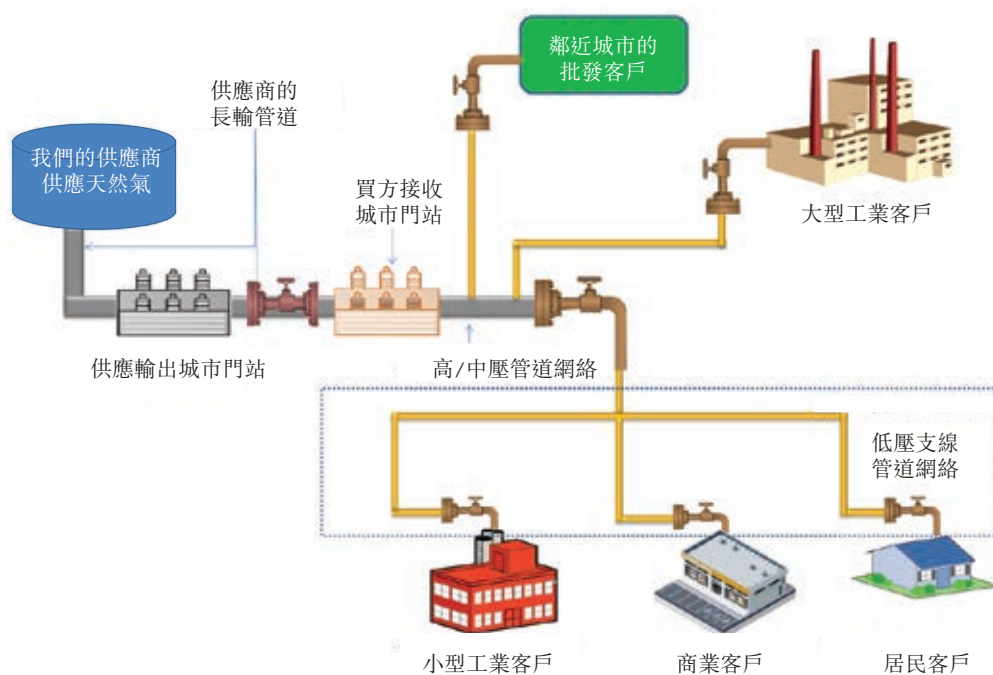 鄰近城市的
批發客戶
供應商的
長輸管道
我們的供應商
供應天然氣
買方接收
城市門站
大型工業客戶
供應輸出城市門站
高/中壓管道網絡
低壓支線
管道網絡
小型工業客戶
商業客戶
居民客戶